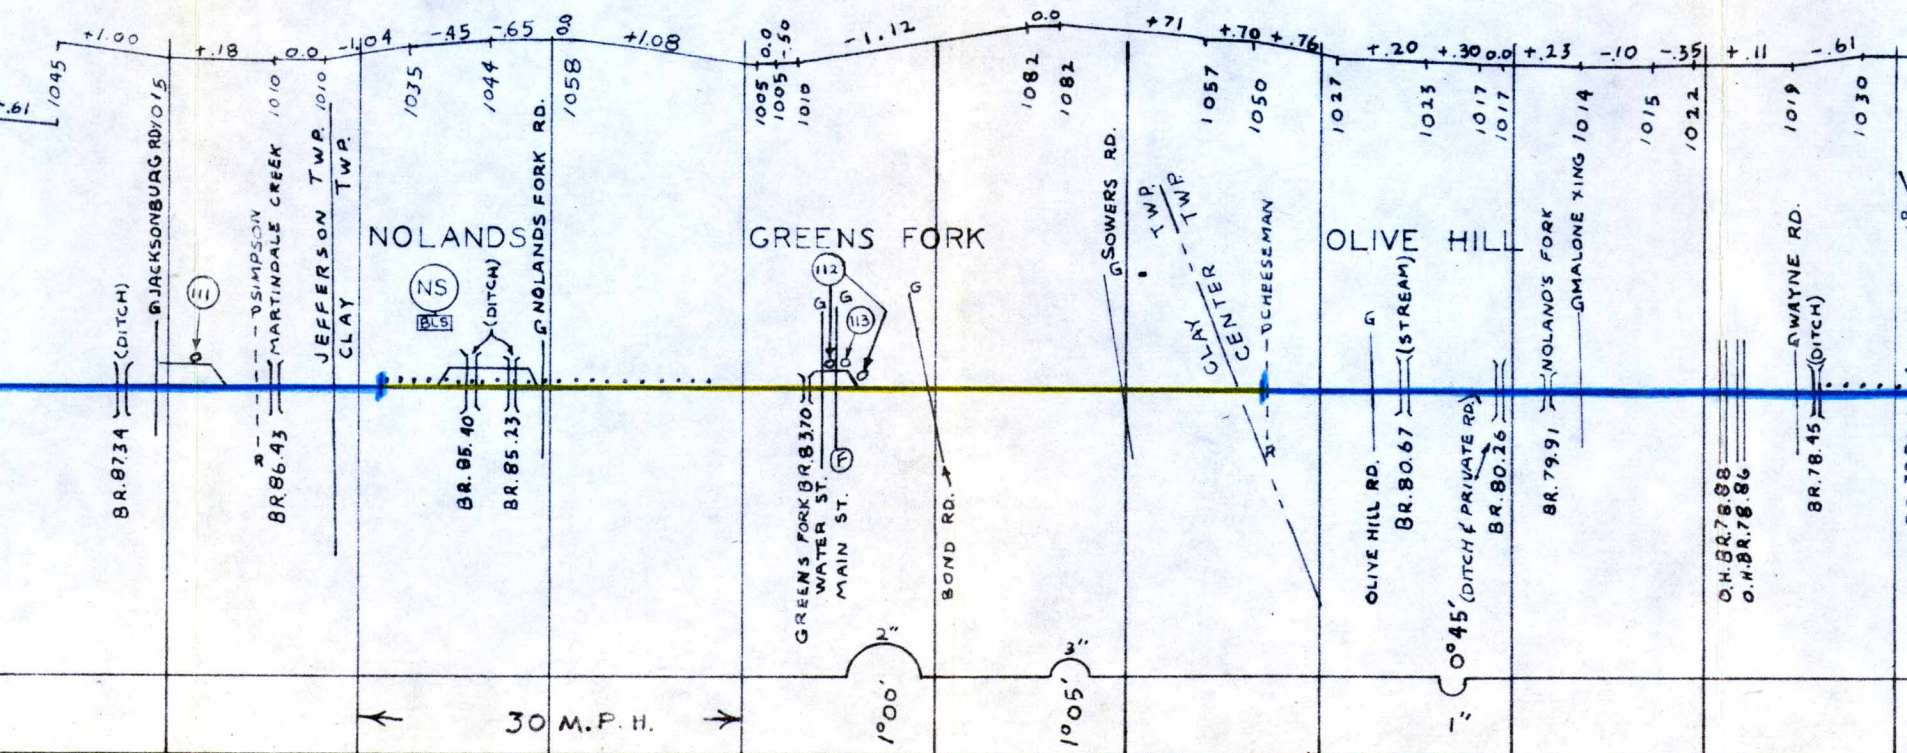 +1.00
+.18
0.0
-1.04
-.45
-.65
0.0
+1.08
0.0
-.50
-1.12
0.0
+71
+.70
+.76
+.20
+.30
0.0
+.23
-.10
-.35
+.11
-.61
.61
1045
1010
1010
1035
1044
1058
1005
1005
1010
1082
1082
1057
1050
1027
1023
1017
1017
1014
1015
1022
1019
1030
G JACKSONBURG RD
111
SIMPSON
MARTINDALE CREEK
JEFFERSON TWP.
CLAY TWP.
NOLANDS
NS
BLS
(DITCH)
G NOLANDS FORK RD.
GREENS FORK
112
G
G
113
G
G SOWERS RD.
TWP.
TWP.
CLAY
CENTER
CHEESEMAN
OLIVE HILL
G
(STREAM)
NOLAND'S FORK
MALONE XING
WAYNE RD.
(DITCH)
BR.87.34
(DITCH)
BR.86.43
BR.85.40
BR.85.23
GREENS FORK BR.83.70
WATER ST.
MAIN ST.
F
BOND RD.
OLIVE HILL RD.
BR.80.67
(DITCH & PRIVATE RD)
BR.80.26
BR.79.91
O.H.BR.78.88
O.H.BR.78.86
BR.78.45
30 M.P.H.
2"
1°00'
3"
1°05'
0°45'
1"